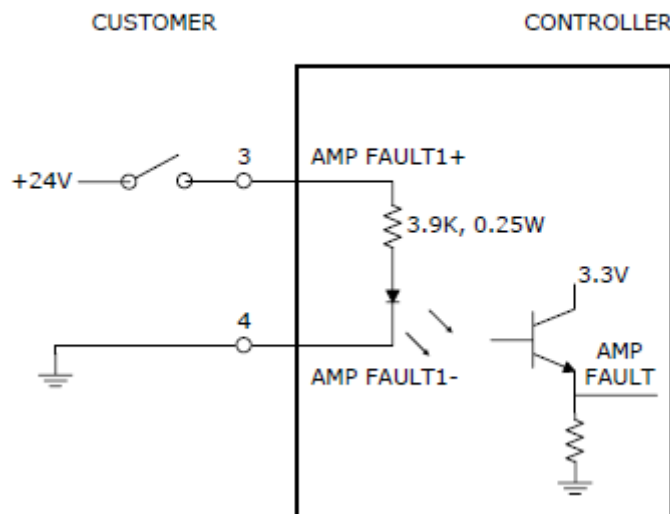 CUSTOMER
CONTROLLER
3
AMP FAULT1+
+24V
3.9K, 0.25W
3.3V
4
AMP
FAULT
AMP FAULT1-